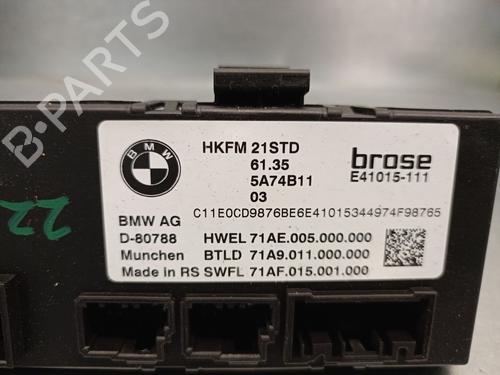 B-PARTS
BMW
HKFM 21STD
61.35
5A74B11
03
brose
E41015-111
C11E0CD9876BE6E41015344974F98765
BMW AG
D-80788
Munchen
Made in RS
HWEL 71AE.005.000.000
BTLD 71A9.011.000.000
SWFL 71AF.015.001.000
22